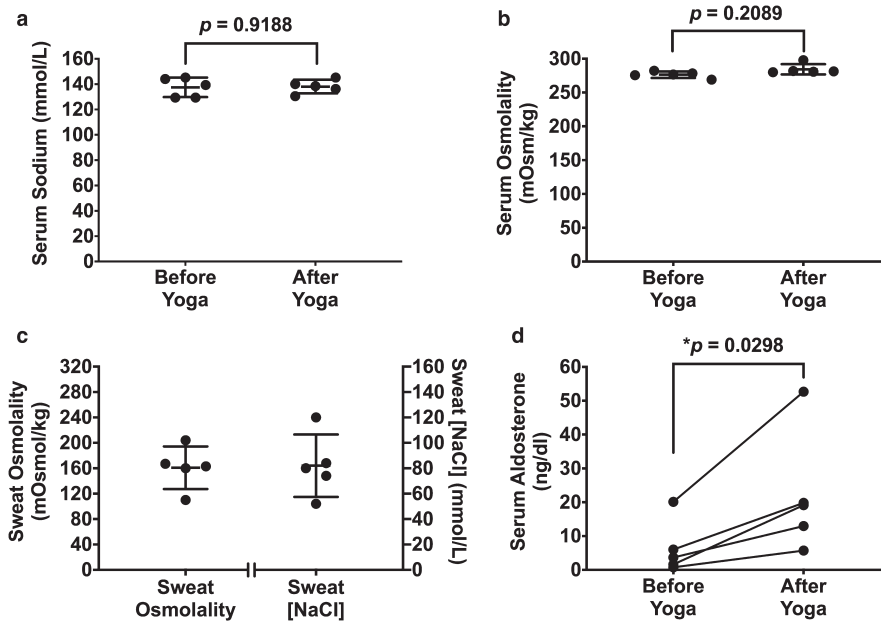 a
p = 0.9188
Serum Sodium (mmol/L)
160
140
120
100
80
60
40
20
0
Before
Yoga
After
Yoga
b
p = 0.2089
Serum Osmolality
(mOsm/kg)
300
250
200
150
100
50
0
Before
Yoga
After
Yoga
c
Sweat Osmolality
(mOsmol/kg)
320
280
240
200
160
120
80
40
0
160
140
120
100
80
60
40
20
0
Sweat [NaCl]
(mmol/L)
Sweat
Osmolality
Sweat
[NaCl]
d
*p = 0.0298
Serum Aldosterone
(ng/dl)
60
50
40
30
20
10
0
Before
Yoga
After
Yoga